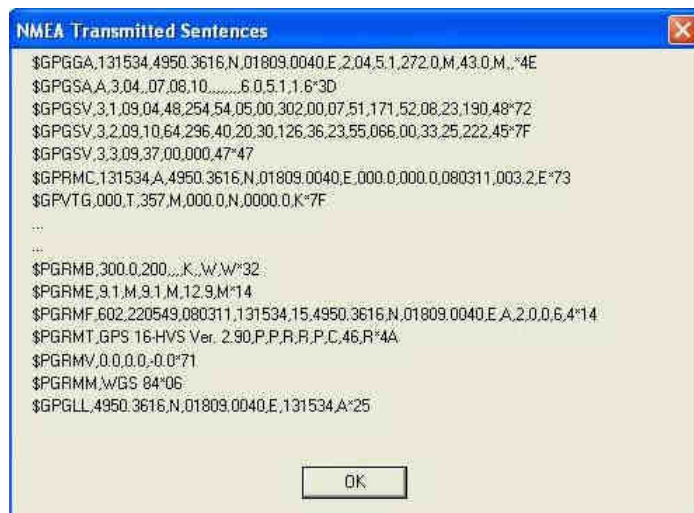 NMEA Transmitted Sentences
$GPGGA,131534,4950.3616,N,01809.0040,E,2,04,5.1,272.0,M,43.0,M,,*4E
$GPGSA,A,3,04,,07,08,10,,,,,,,,6.0,5.1,1.6*3D
$GPGSV,3,1,09,04,48,254,54,05,00,302,00,07,51,171,52,08,23,190,48*72
$GPGSV,3,2,09,10,64,296,40,20,30,126,36,23,55,066,00,33,25,222,45*7F
$GPGSV,3,3,09,37,00,000,47*47
$GPRMC,131534,A,4950.3616,N,01809.0040,E,000.0,000.0,080311,003.2,E*73
$GPVTG,000,T,357,M,000.0,N,0000.0,K*7F
...
...
$PGRMB,300.0,200,,,,K,,W,W*32
$PGRME,9.1,M,9.1,M,12.9,M*14
$PGRMF,602,220549,080311,131534,15,4950.3616,N,01809.0040,E,A,2,0,0,6,4*14
$PGRMT,GPS 16-HVS Ver. 2.90,P,P,R,R,P,C,46,R*4A
$PGRMV,0.0,0.0,-0.0*71
$PGRMM,WGS 84*06
$GPGLL,4950.3616,N,01809.0040,E,131534,A*25
OK